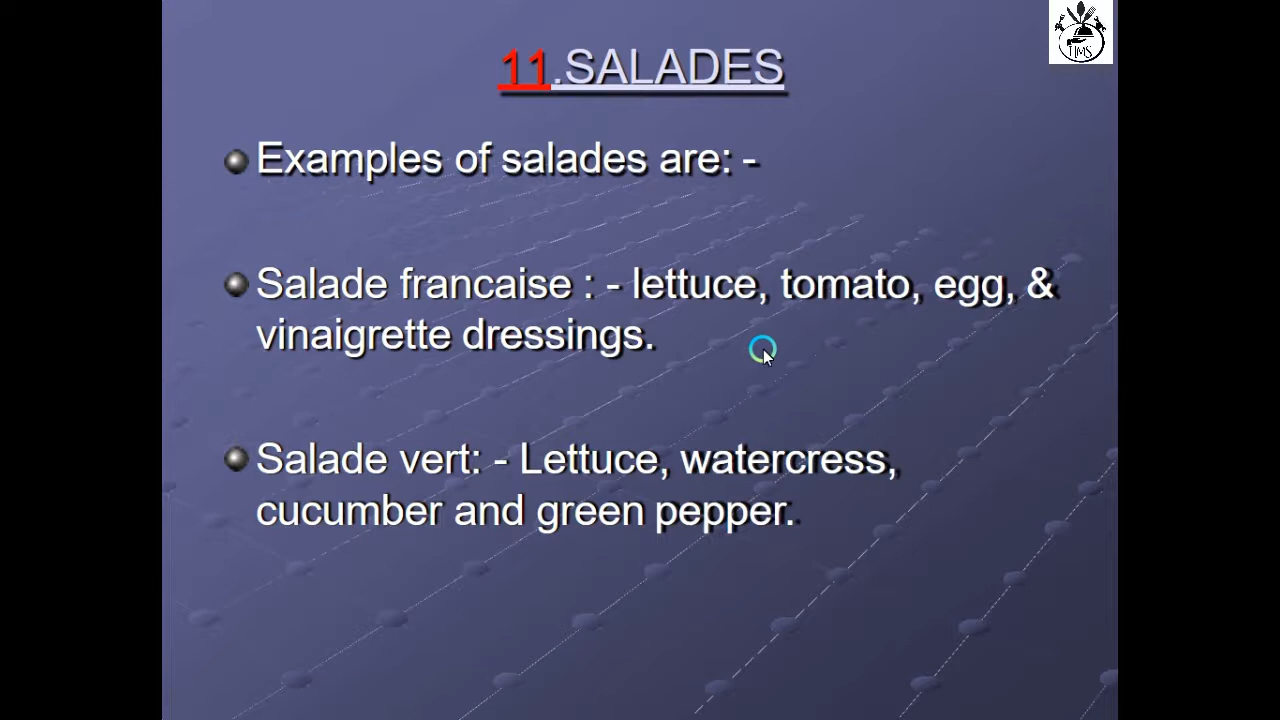 11.SALADES
Examples of salades are: -
Salade francaise : - lettuce, tomato, egg, &
vinaigrette dressings.
Salade vert: - Lettuce, watercress,
cucumber and green pepper.